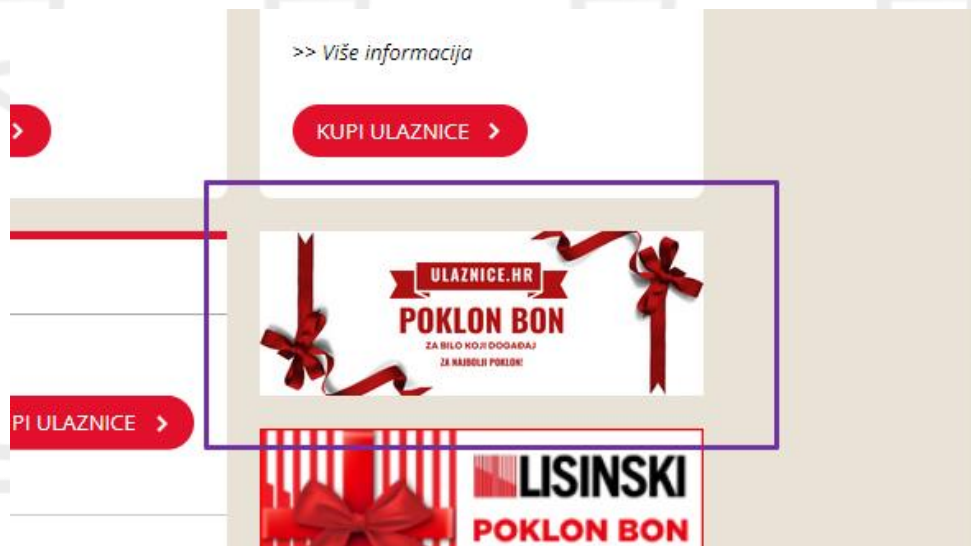 >> Više informacija
KUPI ULAZNICE
ULAZNICE.HR
POKLON BON
ZA BILO KOJI DOGAĐAJ
ZA NAJBOLJI POKLON!
PI ULAZNICE
LISINSKI
POKLON BON